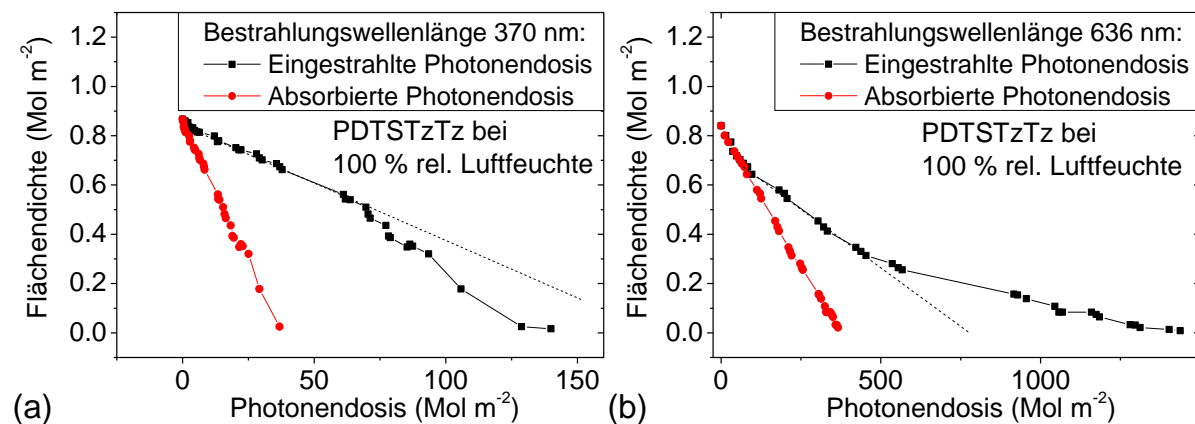 Bestrahlungswellenlänge 370 nm:
Eingestrahlte Photonendosis
Absorbierte Photonendosis
PDTSTzTz bei
100 % rel. Luftfeuchte
Flächendichte (Mol m-2)
1.2
1.0
0.8
0.6
0.4
0.2
0.0
0
50
100
150
Photonendosis (Mol m-2)
(a)
Bestrahlungswellenlänge 636 nm:
Eingestrahlte Photonendosis
Absorbierte Photonendosis
PDTSTzTz bei
100 % rel. Luftfeuchte
Flächendichte (Mol m-2)
1.2
1.0
0.8
0.6
0.4
0.2
0.0
0
500
1000
Photonendosis (Mol m-2)
(b)